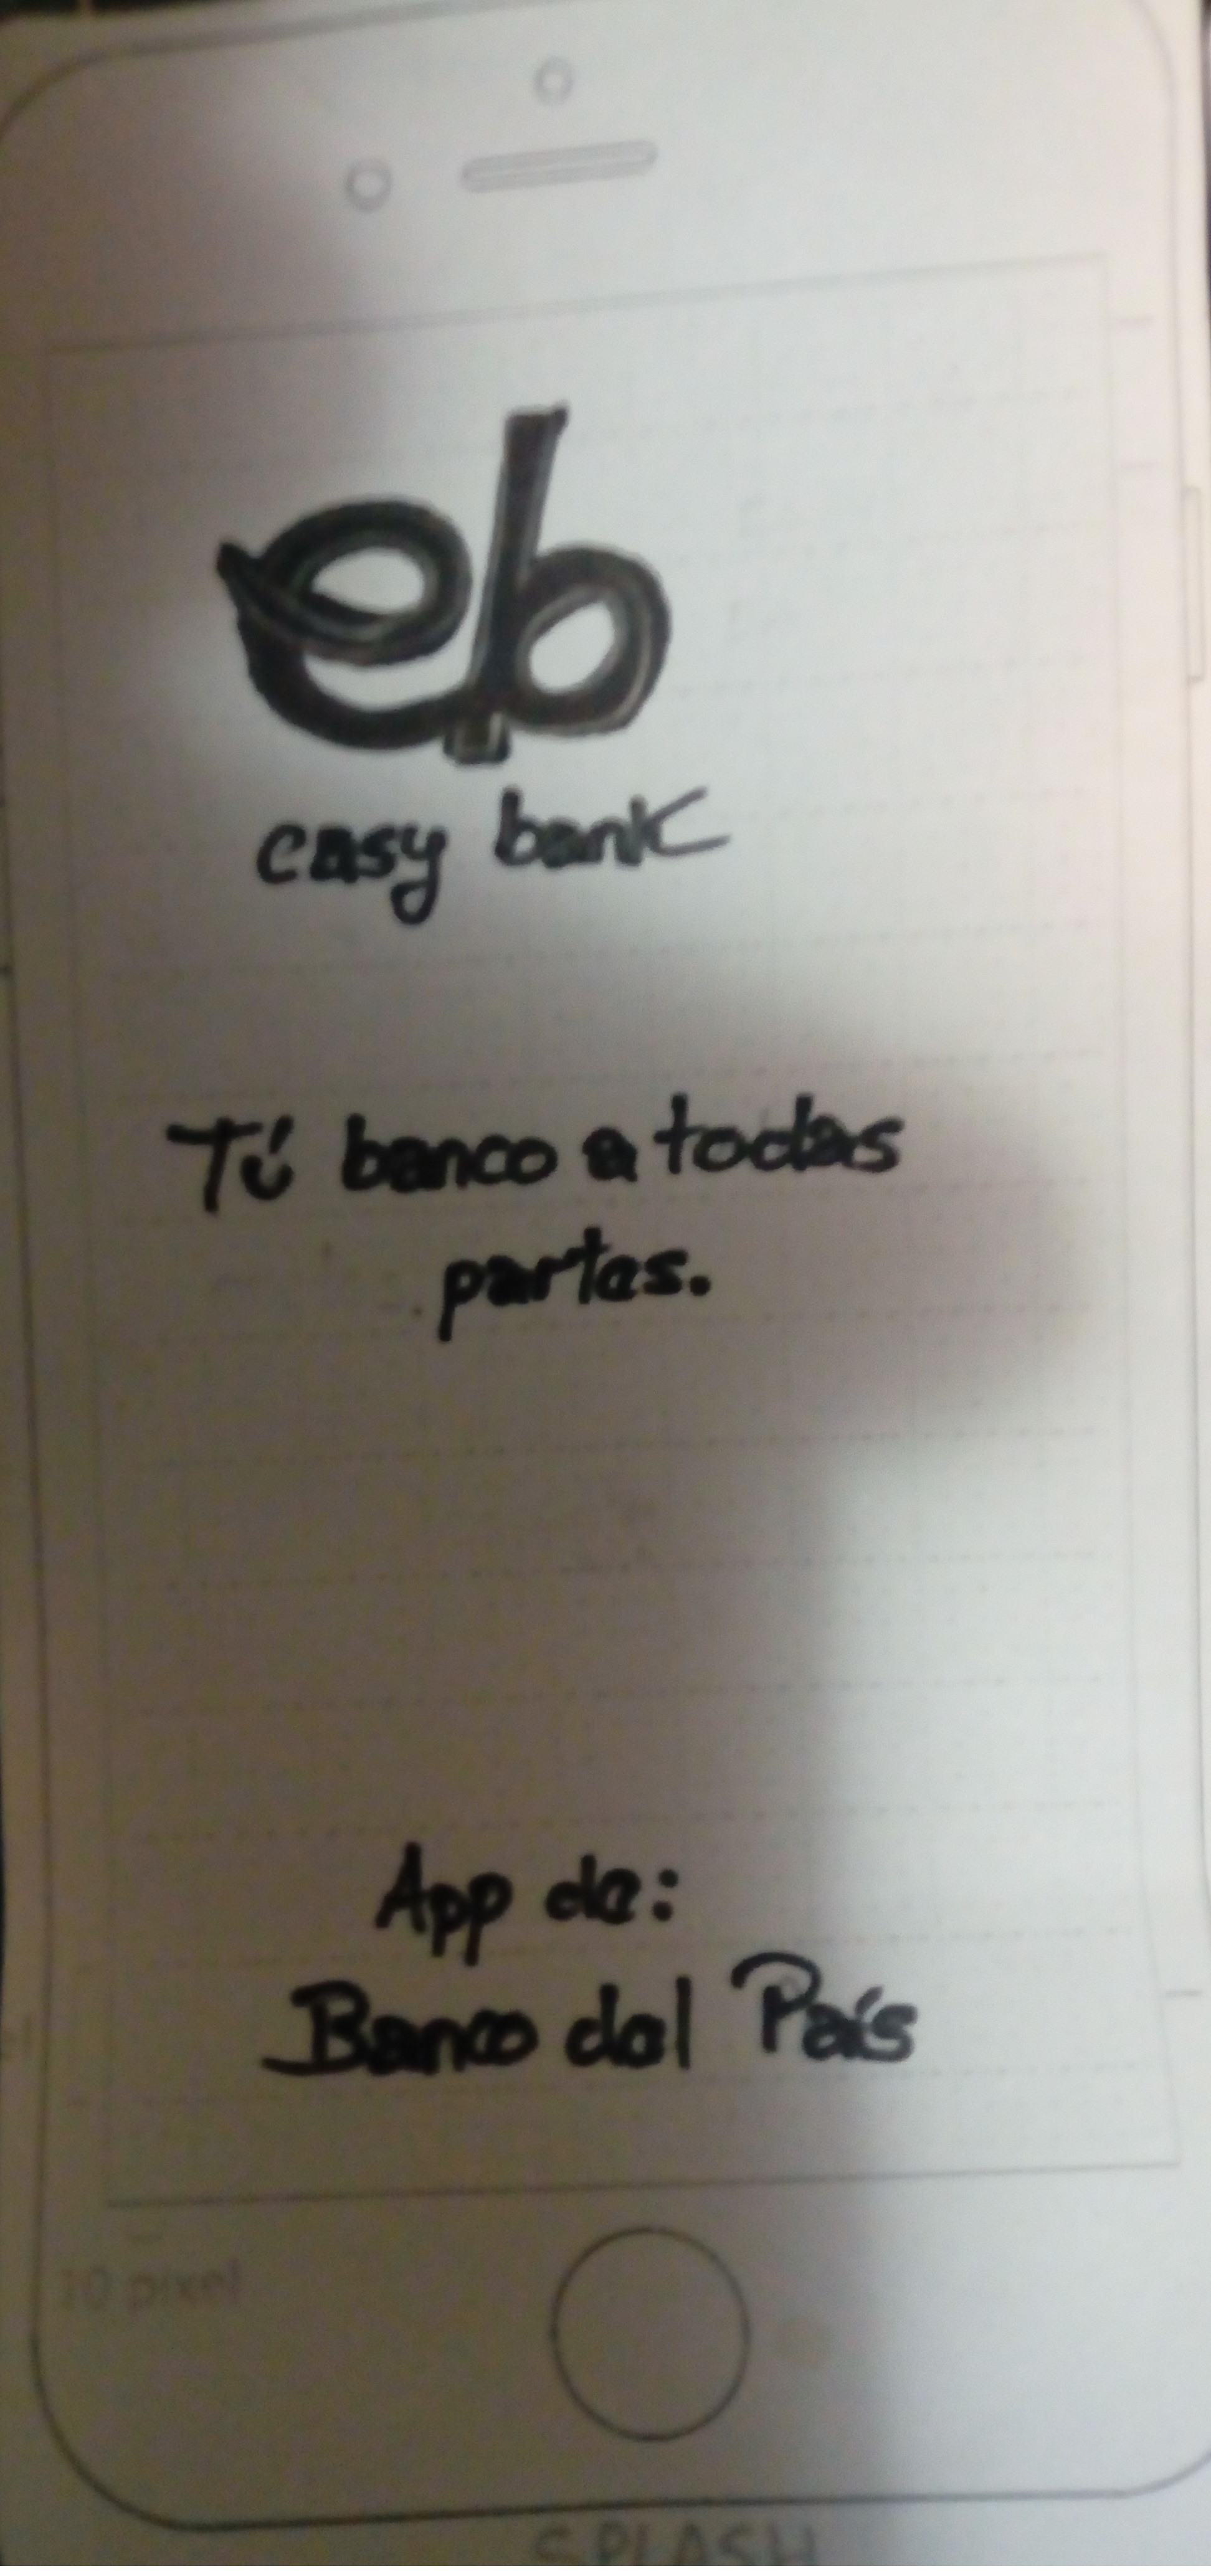 eb
easy bank
Tú banco a todas
partes.
App de:
Banco del País
10 pixel
SPLASH